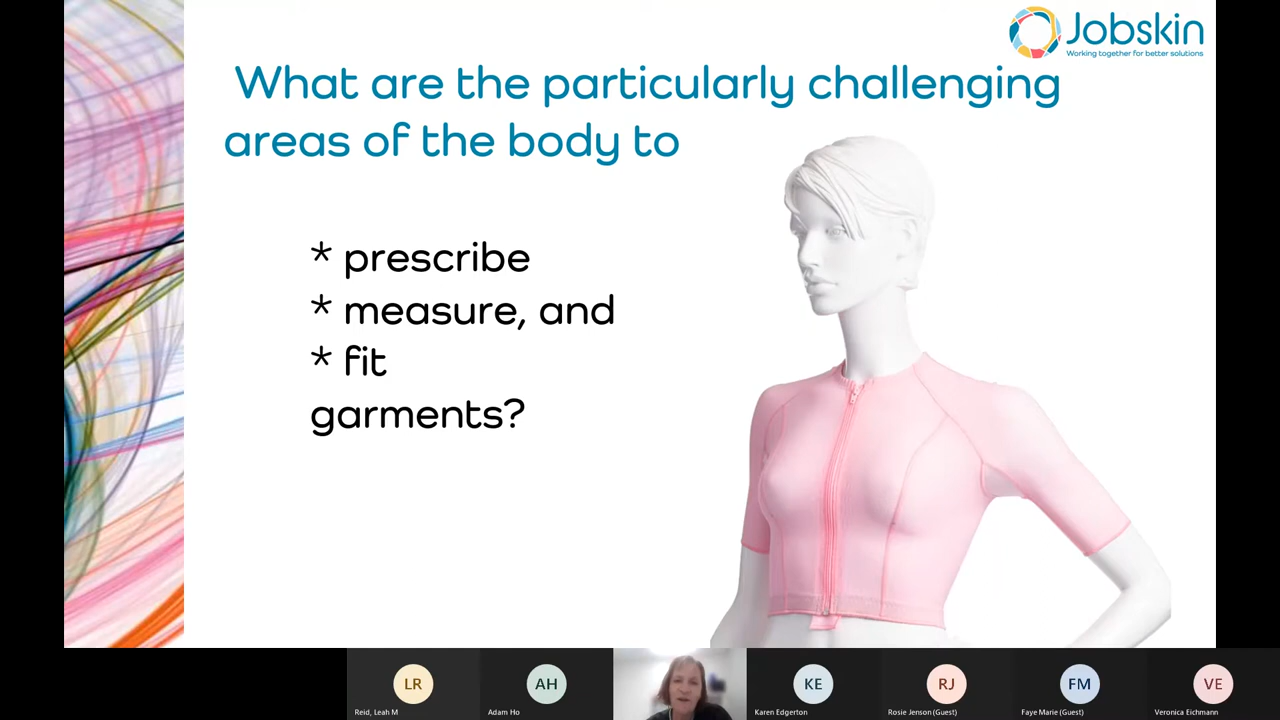 Jobskin
Working together for better solutions
What are the particularly challenging
areas of the body to
* prescribe
* measure, and
* fit
garments?
LR
AH
KE
RJ
FM
VE
Reid, Leah M
Adam Ho
Karen Edgerton
Rosie Jenson (Guest)
Faye Marie (Guest)
Veronica Eichmann